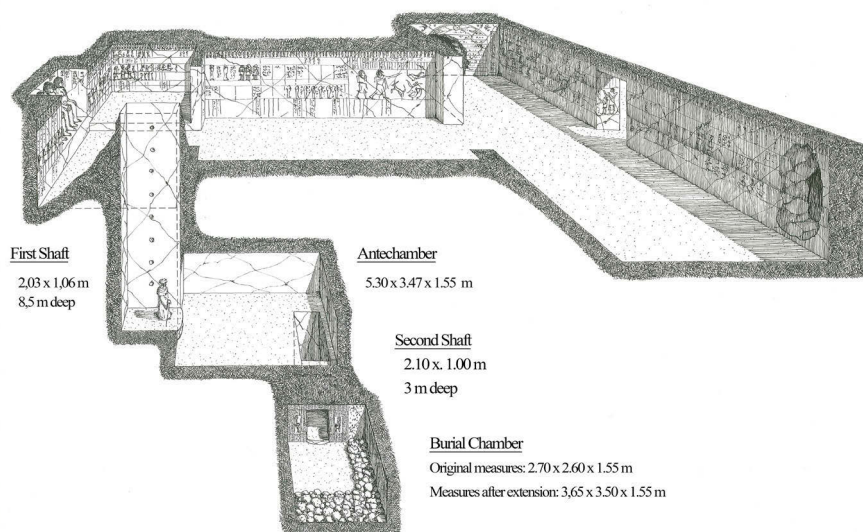 First Shaft
2,03 x 1,06 m
8,5 m deep
Antechamber
5.30 x 3.47 x 1.55 m
Second Shaft
2.10 x. 1.00 m
3 m deep
Burial Chamber
Original measures: 2.70 x 2.60 x 1.55 m
Measures after extension: 3,65 x 3.50 x 1.55 m